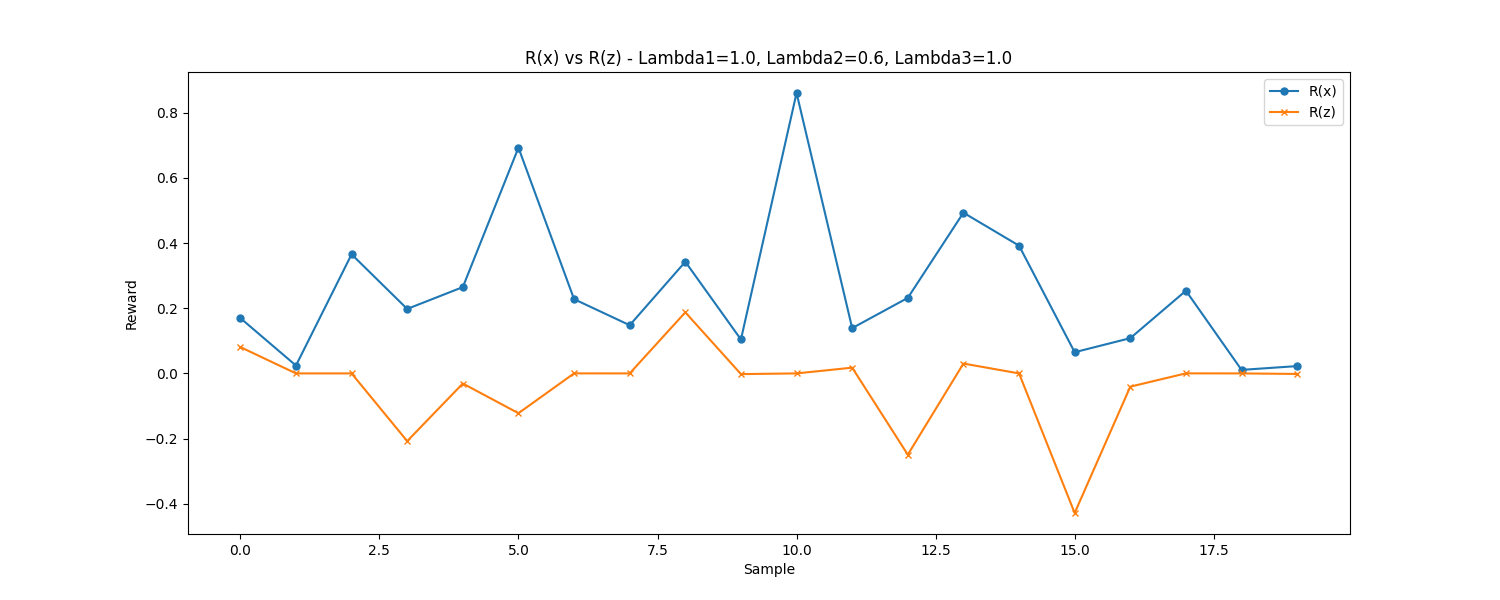 R(x) vs R(z) - Lambda1=1.0, Lambda2=0.6, Lambda3=1.0
R(x)
R(z)
Reward
0.8
0.6
0.4
0.2
0.0
−0.2
−0.4
0.0 2.5 5.0 7.5 10.0 12.5 15.0 17.5
Sample